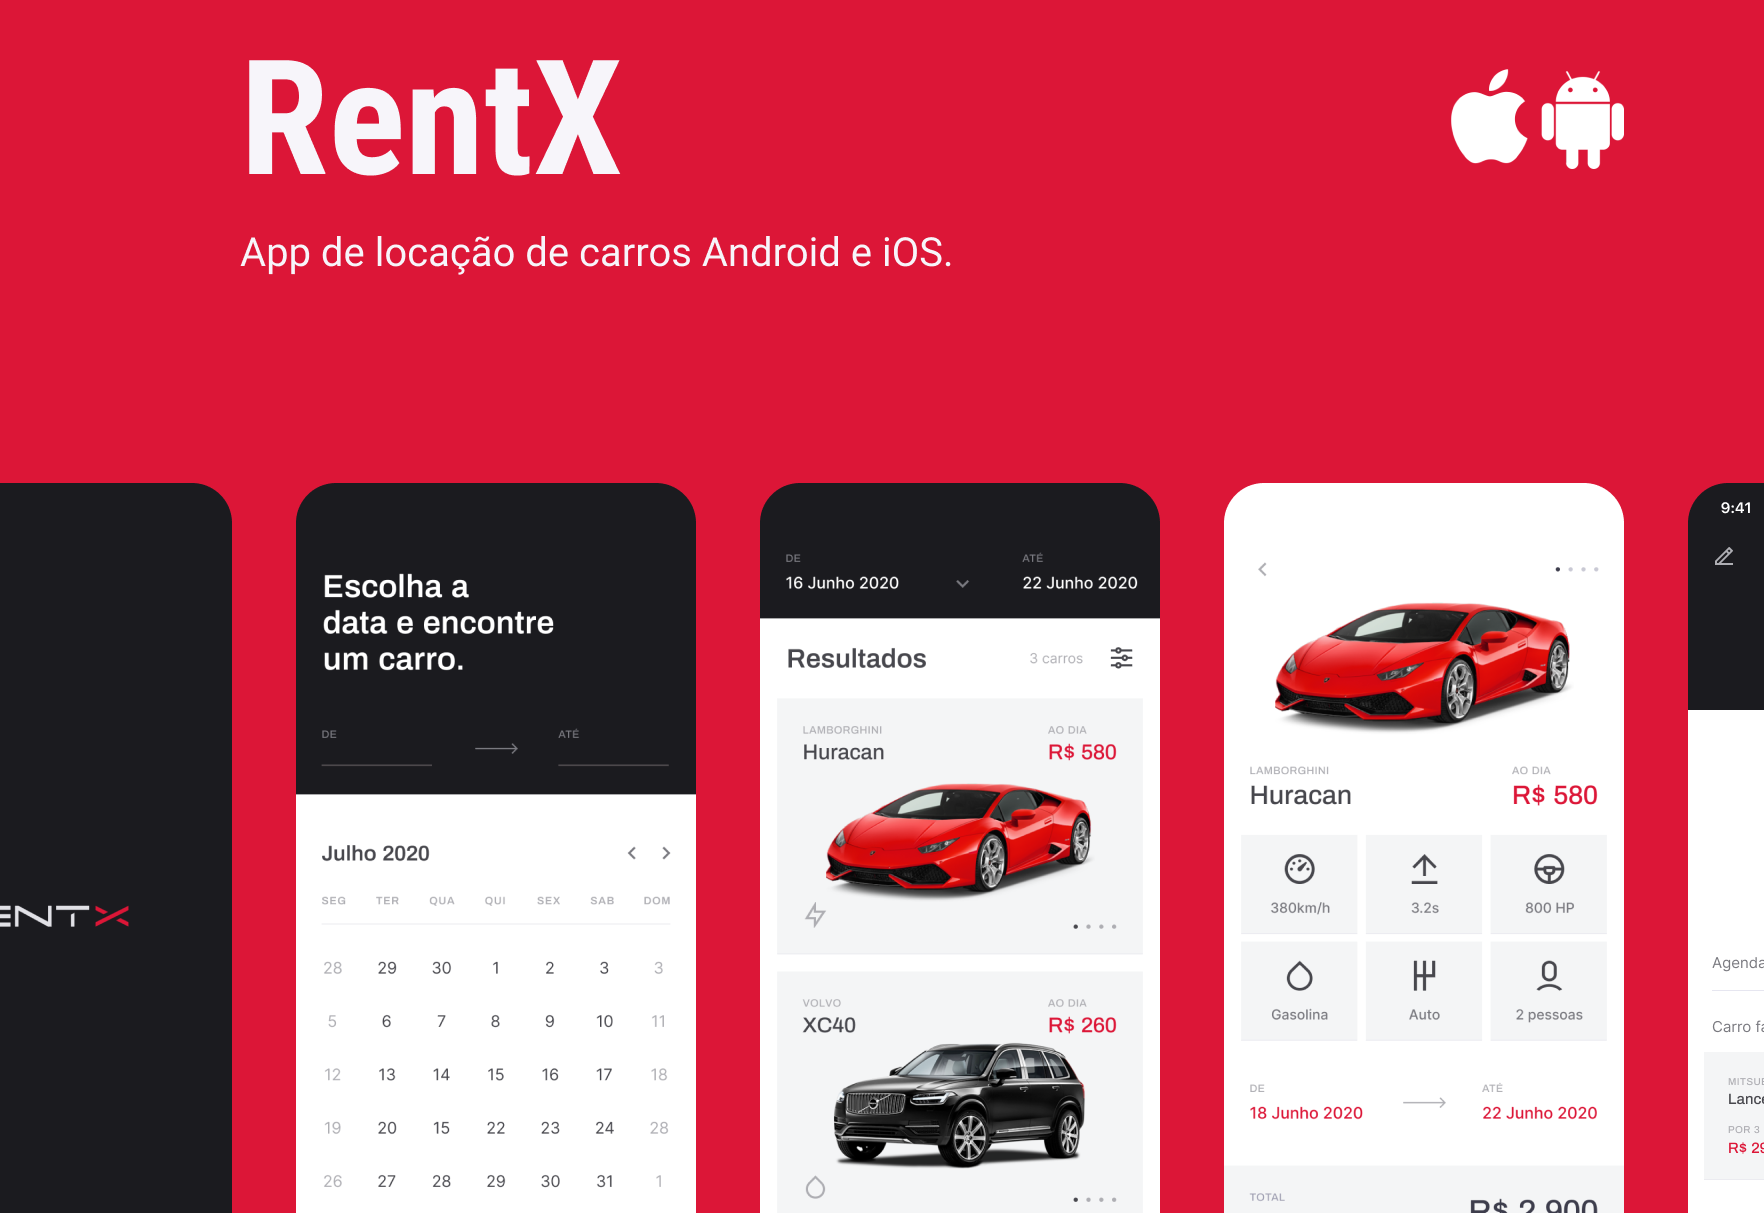 RentX
App de locação de carros Android e iOS.
ENTX
Escolha a
data e encontre
um carro.
DE ATÉ
Julho 2020
SEG TER QUA QUI SEX SAB DOM
28 29 30 1 2 3 3
5 6 7 8 9 10 11
12 13 14 15 16 17 18
19 20 15 22 23 24 28
26 27 28 29 30 31 1
DE ATÉ
16 Junho 2020 22 Junho 2020
Resultados 3 carros
LAMBORGHINI AO DIA
Huracan R$ 580
VOLVO AO DIA
XC40 R$ 260
LAMBORGHINI AO DIA
Huracan R$ 580
380km/h 3.2s 800 HP
Gasolina Auto 2 pessoas
DE ATÉ
18 Junho 2020 22 Junho 2020
TOTAL
R$ 2.900
9:41
Agenda
Carro fa
MITSUB
Lance
POR 3
R$ 29